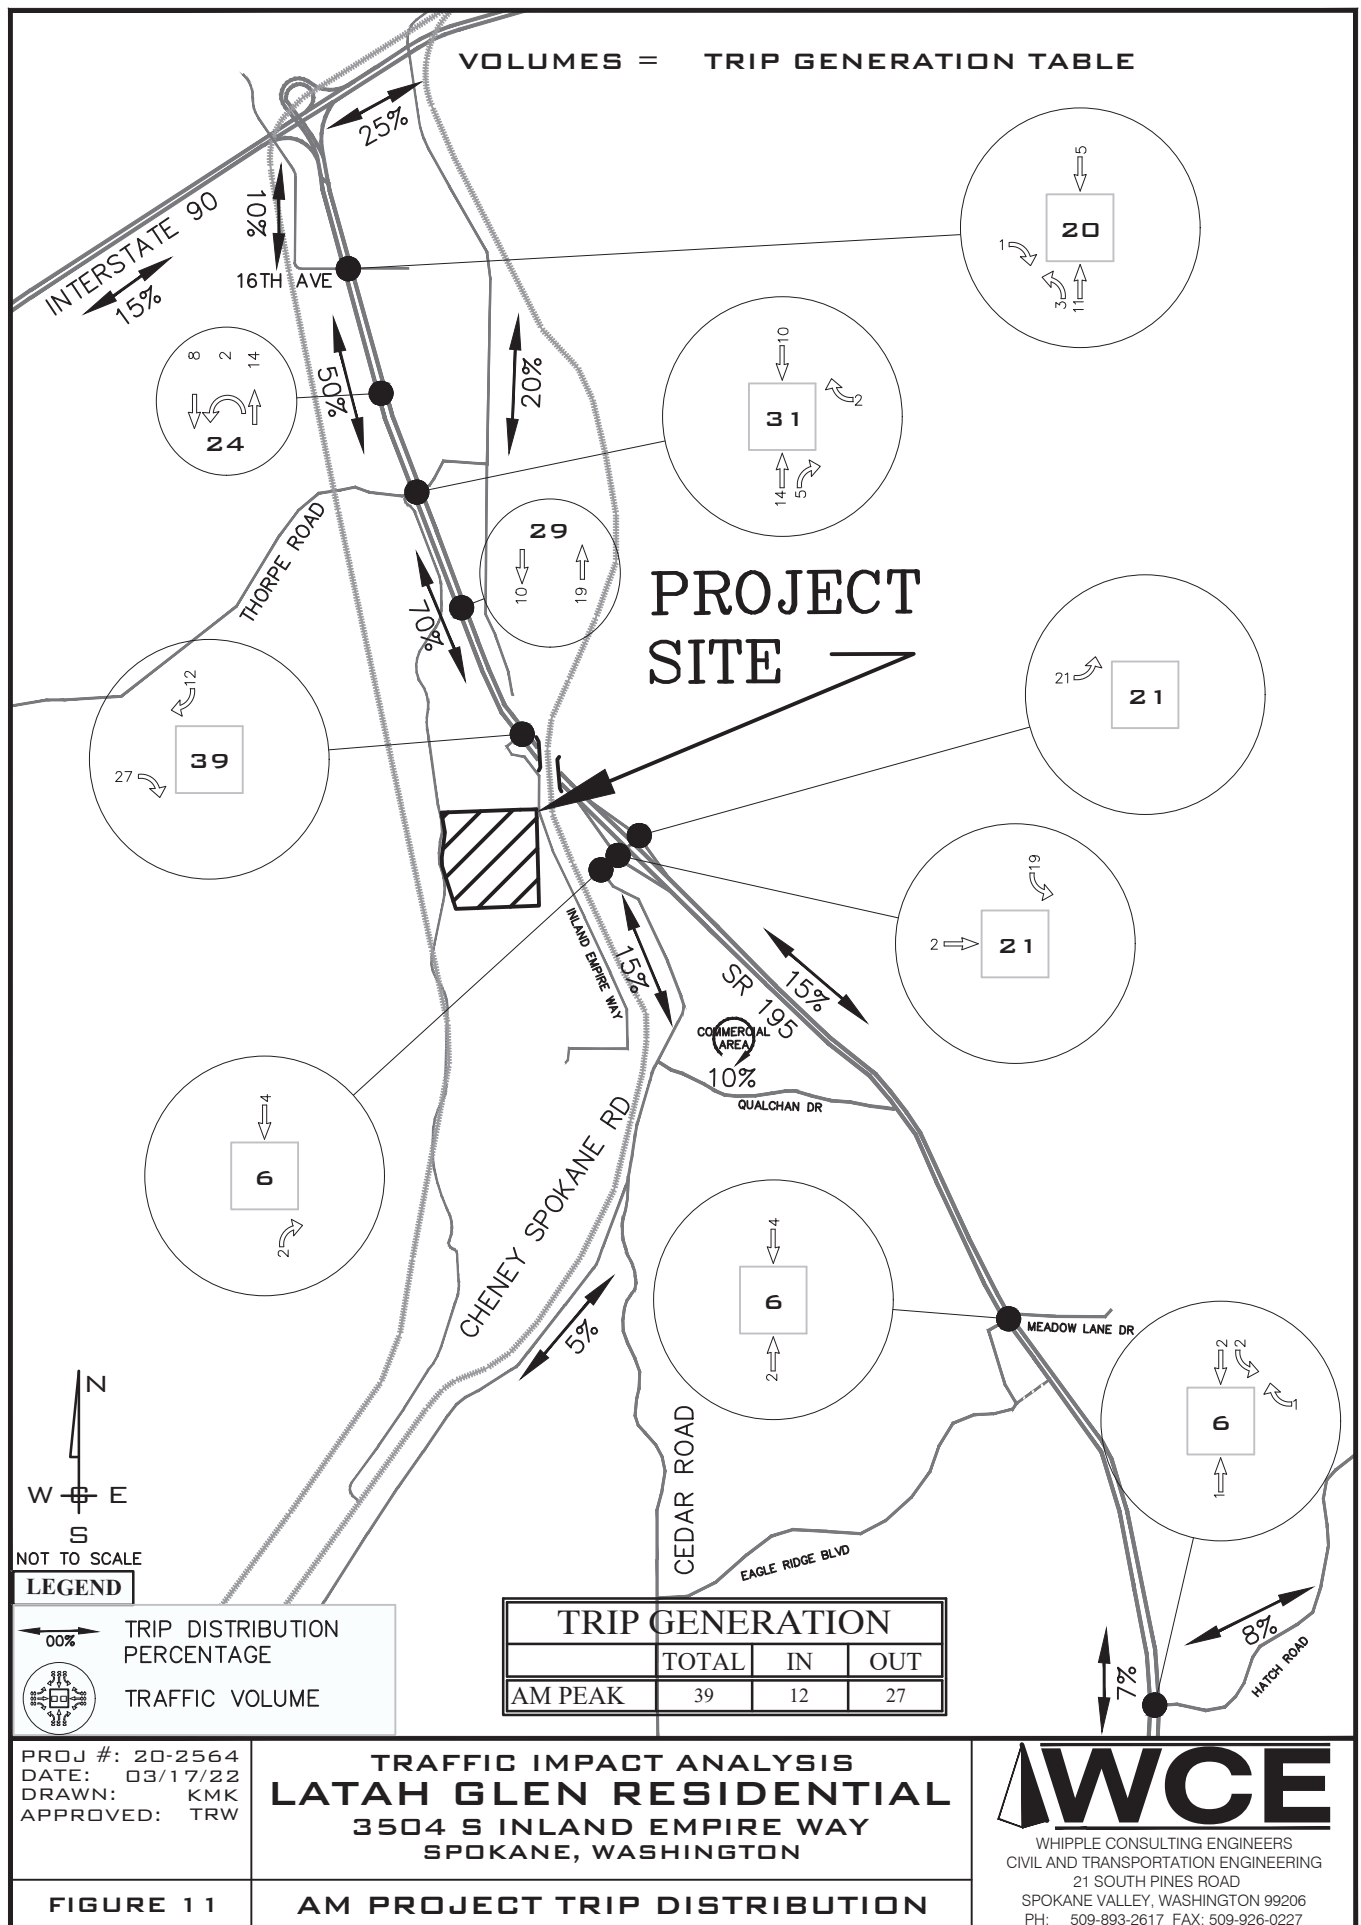 VOLUMES = TRIP GENERATION TABLE
25%
10%
INTERSTATE 90
15%
16TH AVE
5
20
1
3
11
8
2
14
24
50%
20%
10
31
2
14
5
THORPE ROAD
29
10
19
70%
PROJECT
SITE
12
39
27
21
21
19
2
21
INLAND EMPIRE WAY
15%
SR 195
15%
COMMERCIAL
AREA
10%
QUALCHAN DR
4
6
2
CHENEY SPOKANE RD
5%
4
6
2
MEADOW LANE DR
2
2
1
6
1
CEDAR ROAD
EAGLE RIDGE BLVD
8%
7%
HATCH ROAD
N
W
E
S
NOT TO SCALE
LEGEND
00%
TRIP DISTRIBUTION
PERCENTAGE
TRAFFIC VOLUME
TRIP GENERATION
TOTAL IN OUT
AM PEAK 39 12 27
PROJ #: 20-2564
DATE: 03/17/22
DRAWN: KMK
APPROVED: TRW
FIGURE 11
TRAFFIC IMPACT ANALYSIS
LATAH GLEN RESIDENTIAL
3504 S INLAND EMPIRE WAY
SPOKANE, WASHINGTON
AM PROJECT TRIP DISTRIBUTION
WCE
WHIPPLE CONSULTING ENGINEERS
CIVIL AND TRANSPORTATION ENGINEERING
21 SOUTH PINES ROAD
SPOKANE VALLEY, WASHINGTON 99206
PH: 509-893-2617 FAX: 509-926-0227